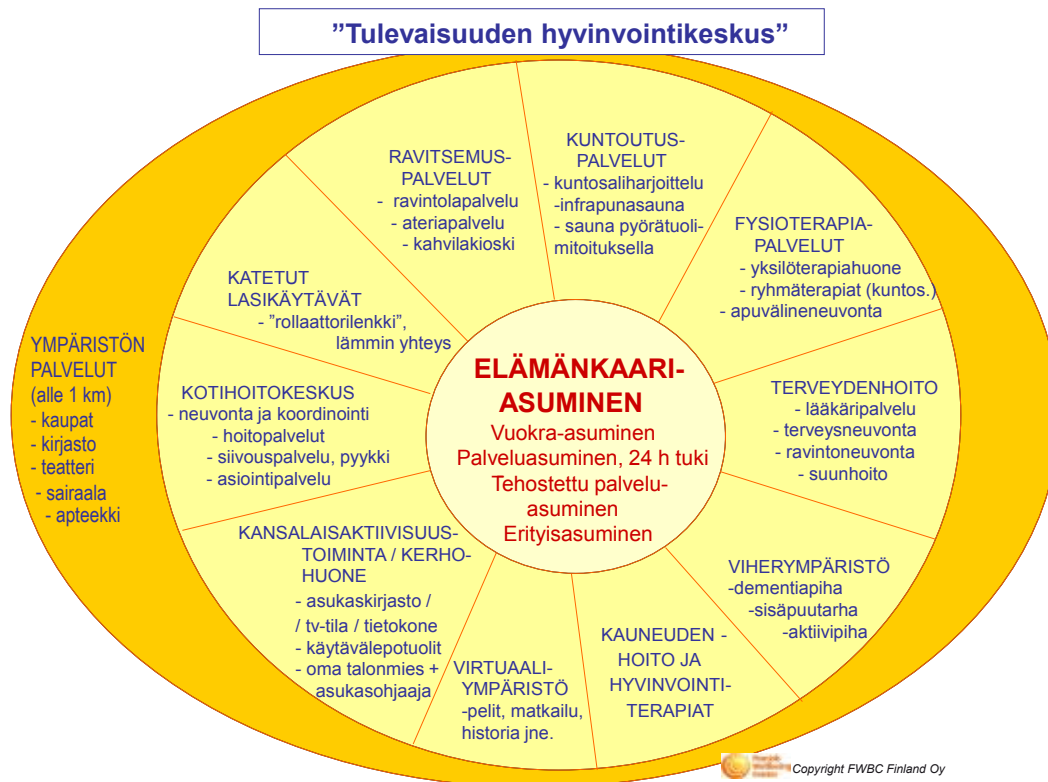 ”Tulevaisuuden hyvinvointikeskus”
RAVITSEMUS-
PALVELUT
- ravintolapalvelu
- ateriapalvelu
- kahvilakioski
KUNTOUTUS-
PALVELUT
- kuntosaliharjoittelu
-infrapunasauna
- sauna pyörätuoli-
mitoituksella
FYSIOTERAPIA-
PALVELUT
- yksilöterapiahuone
- ryhmäterapiat (kuntos.)
- apuvälineneuvonta
TERVEYDENHOITO
- lääkäripalvelu
- terveysneuvonta
- ravintoneuvonta
- suunhoito
VIHERYMPÄRISTÖ
-dementiapiha
-sisäpuutarha
-aktiivipiha
KAUNEUDEN -
HOITO JA
HYVINVOINTI-
TERAPIAT
VIRTUAALI-
YMPÄRISTÖ
-pelit, matkailu,
historia jne.
KANSALAISAKTIIVISUUS-
TOIMINTA / KERHO-
HUONE
- asukaskirjasto /
/ tv-tila / tietokone
- käytävälepotuolit
- oma talonmies +
asukasohjaaja
KOTIHOITOKESKUS
- neuvonta ja koordinointi
- hoitopalvelut
- siivouspalvelu, pyykki
- asiointipalvelu
KATETUT
LASIKÄYTÄVÄT
- ”rollaattorilenkki”,
lämmin yhteys
YMPÄRISTÖN
PALVELUT
(alle 1 km)
- kaupat
- kirjasto
- teatteri
- sairaala
- apteekki
ELÄMÄNKAARI-
ASUMINEN
Vuokra-asuminen
Palveluasuminen, 24 h tuki
Tehostettu palvelu-
asuminen
Erityisasuminen
Copyright FWBC Finland Oy